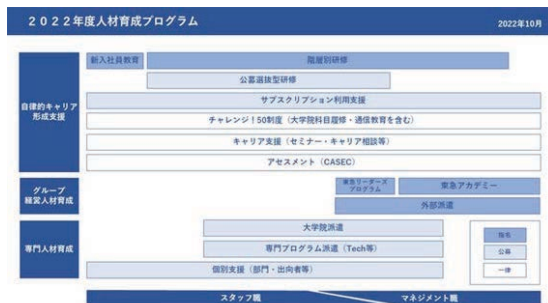 ２０２２年度人材育成プログラム
2022年10月
自律的キャリア
形成支援
新入社員教育
階層別研修
公募選抜型研修
サブスクリプション利用支援
チャレンジ！50制度（大学院科目履修・通信教育を含む）
キャリア支援（セミナー・キャリア相談等）
アセスメント（CASEC）
グループ
経営人材育成
東急リーダーズ
プログラム
東急アカデミー
外部派遣
専門人材育成
大学院派遣
専門プログラム派遣（Tech等）
個別支援（部門・出向者等）
指名
公募
一律
スタッフ職
マネジメント職